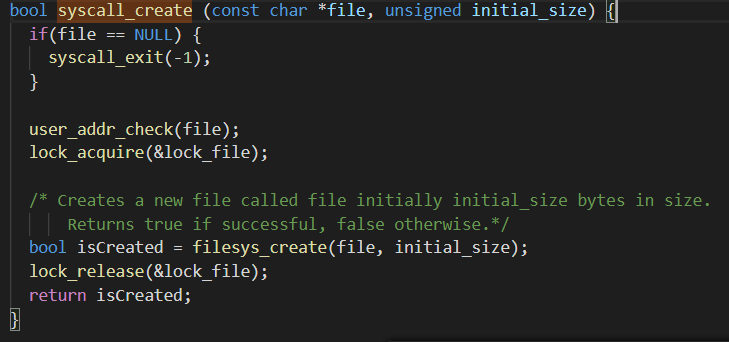 bool syscall_create (const char *file, unsigned initial_size) {
if(file == NULL) {
syscall_exit(-1);
}
user_addr_check(file);
lock_acquire(&lock_file);
/* Creates a new file called file initially initial_size bytes in size.
Returns true if successful, false otherwise.*/
bool isCreated = filesys_create(file, initial_size);
lock_release(&lock_file);
return isCreated;
}